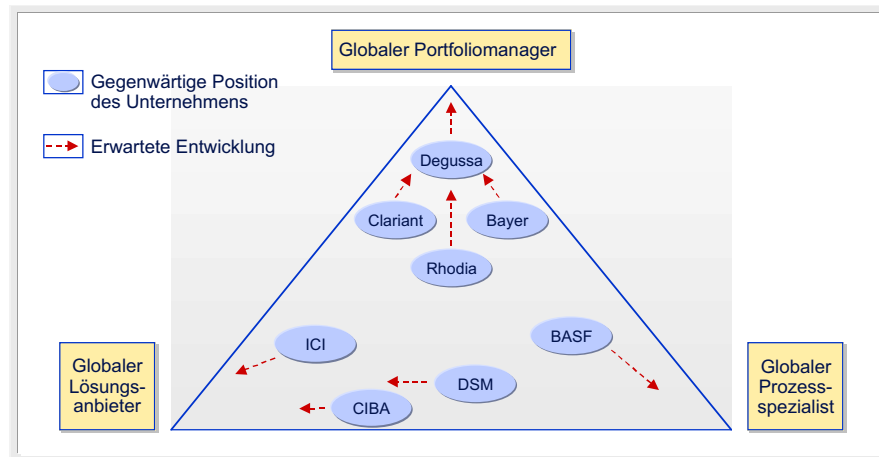 Globaler Portfoliomanager
Gegenwärtige Position
des Unternehmens
Erwartete Entwicklung
Degussa
Clariant
Bayer
Rhodia
ICI
BASF
DSM
CIBA
Globaler
Lösungs-
anbieter
Globaler
Prozess-
spezialist